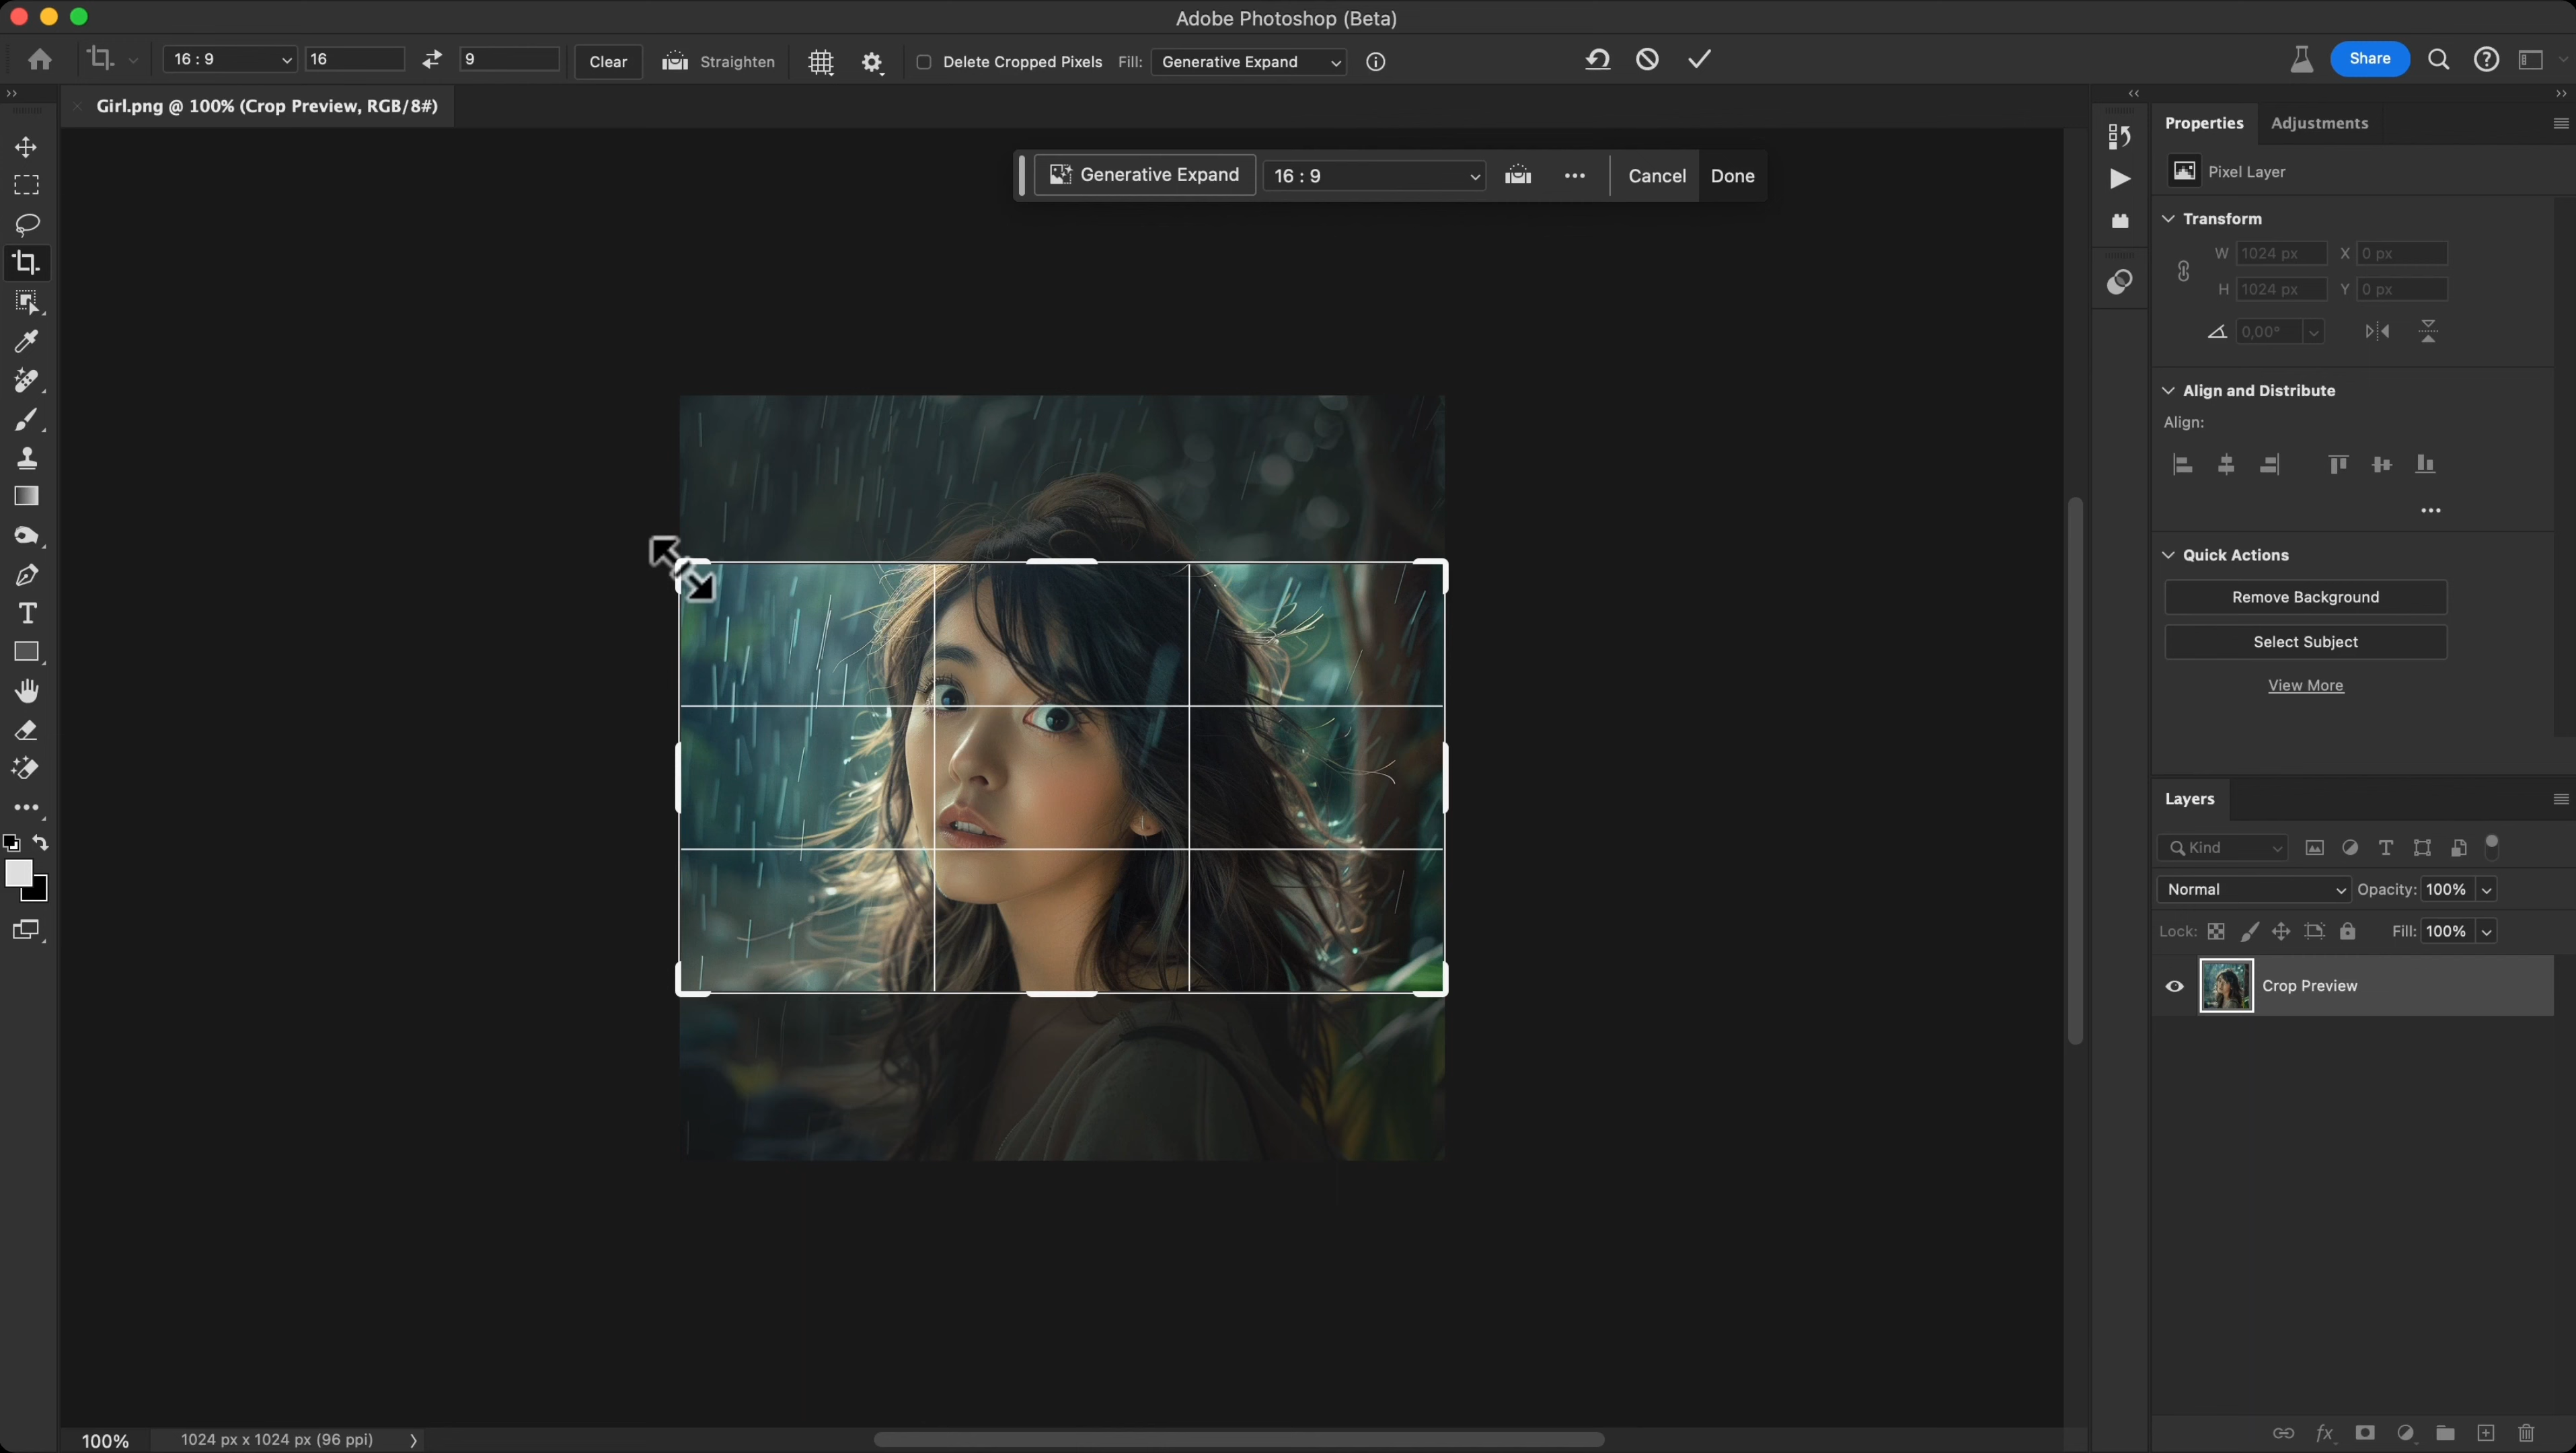 Adobe Photoshop (Beta)
16 : 9
16
9
Clear
Straighten
Delete Cropped Pixels
Fill:
Generative Expand
Share
Girl.png @ 100% (Crop Preview, RGB/8#)
Generative Expand
16 : 9
Cancel
Done
Properties
Adjustments
Pixel Layer
Transform
W 1024 px X 0 px
H 1024 px Y 0 px
0,00°
Align and Distribute
Align:
Quick Actions
Remove Background
Select Subject
View More
Layers
Kind
Normal
Opacity: 100%
Lock:
Fill: 100%
Crop Preview
100%
1024 px x 1024 px (96 ppi)